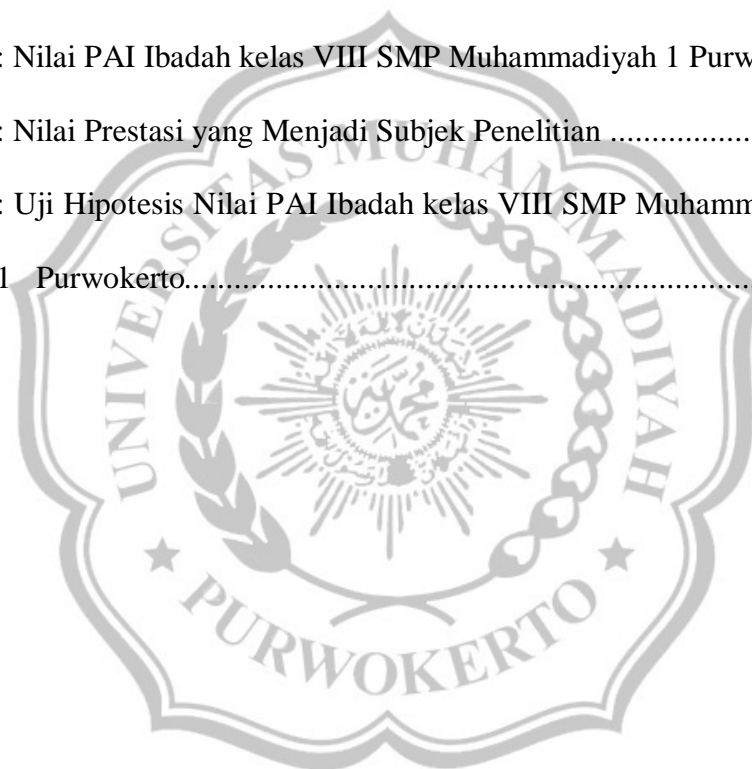 : Nilai PAI Ibadah kelas VIII SMP Muhammadiyah 1 Purw
: Nilai Prestasi yang Menjadi Subjek Penelitian ....................
: Uji Hipotesis Nilai PAI Ibadah kelas VIII SMP Muhamm
1 Purwokerto................................................................................
UNIVERSITAS MUHAMMADIYAH
PURWOKERTO